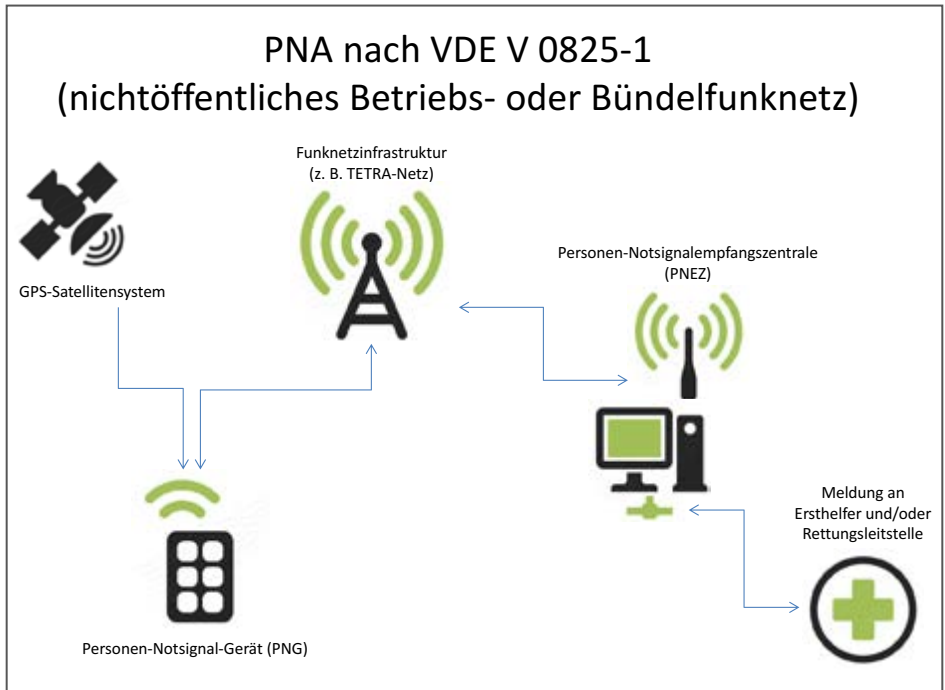 PNA nach VDE V 0825-1
(nichtöffentliches Betriebs- oder Bündelfunknetz)
Funknetzinfrastruktur
(z. B. TETRA-Netz)
Personen-Notsignalempfangszentrale
(PNEZ)
GPS-Satellitensystem
Meldung an
Ersthelfer und/oder
Rettungsleitstelle
Personen-Notsignal-Gerät (PNG)